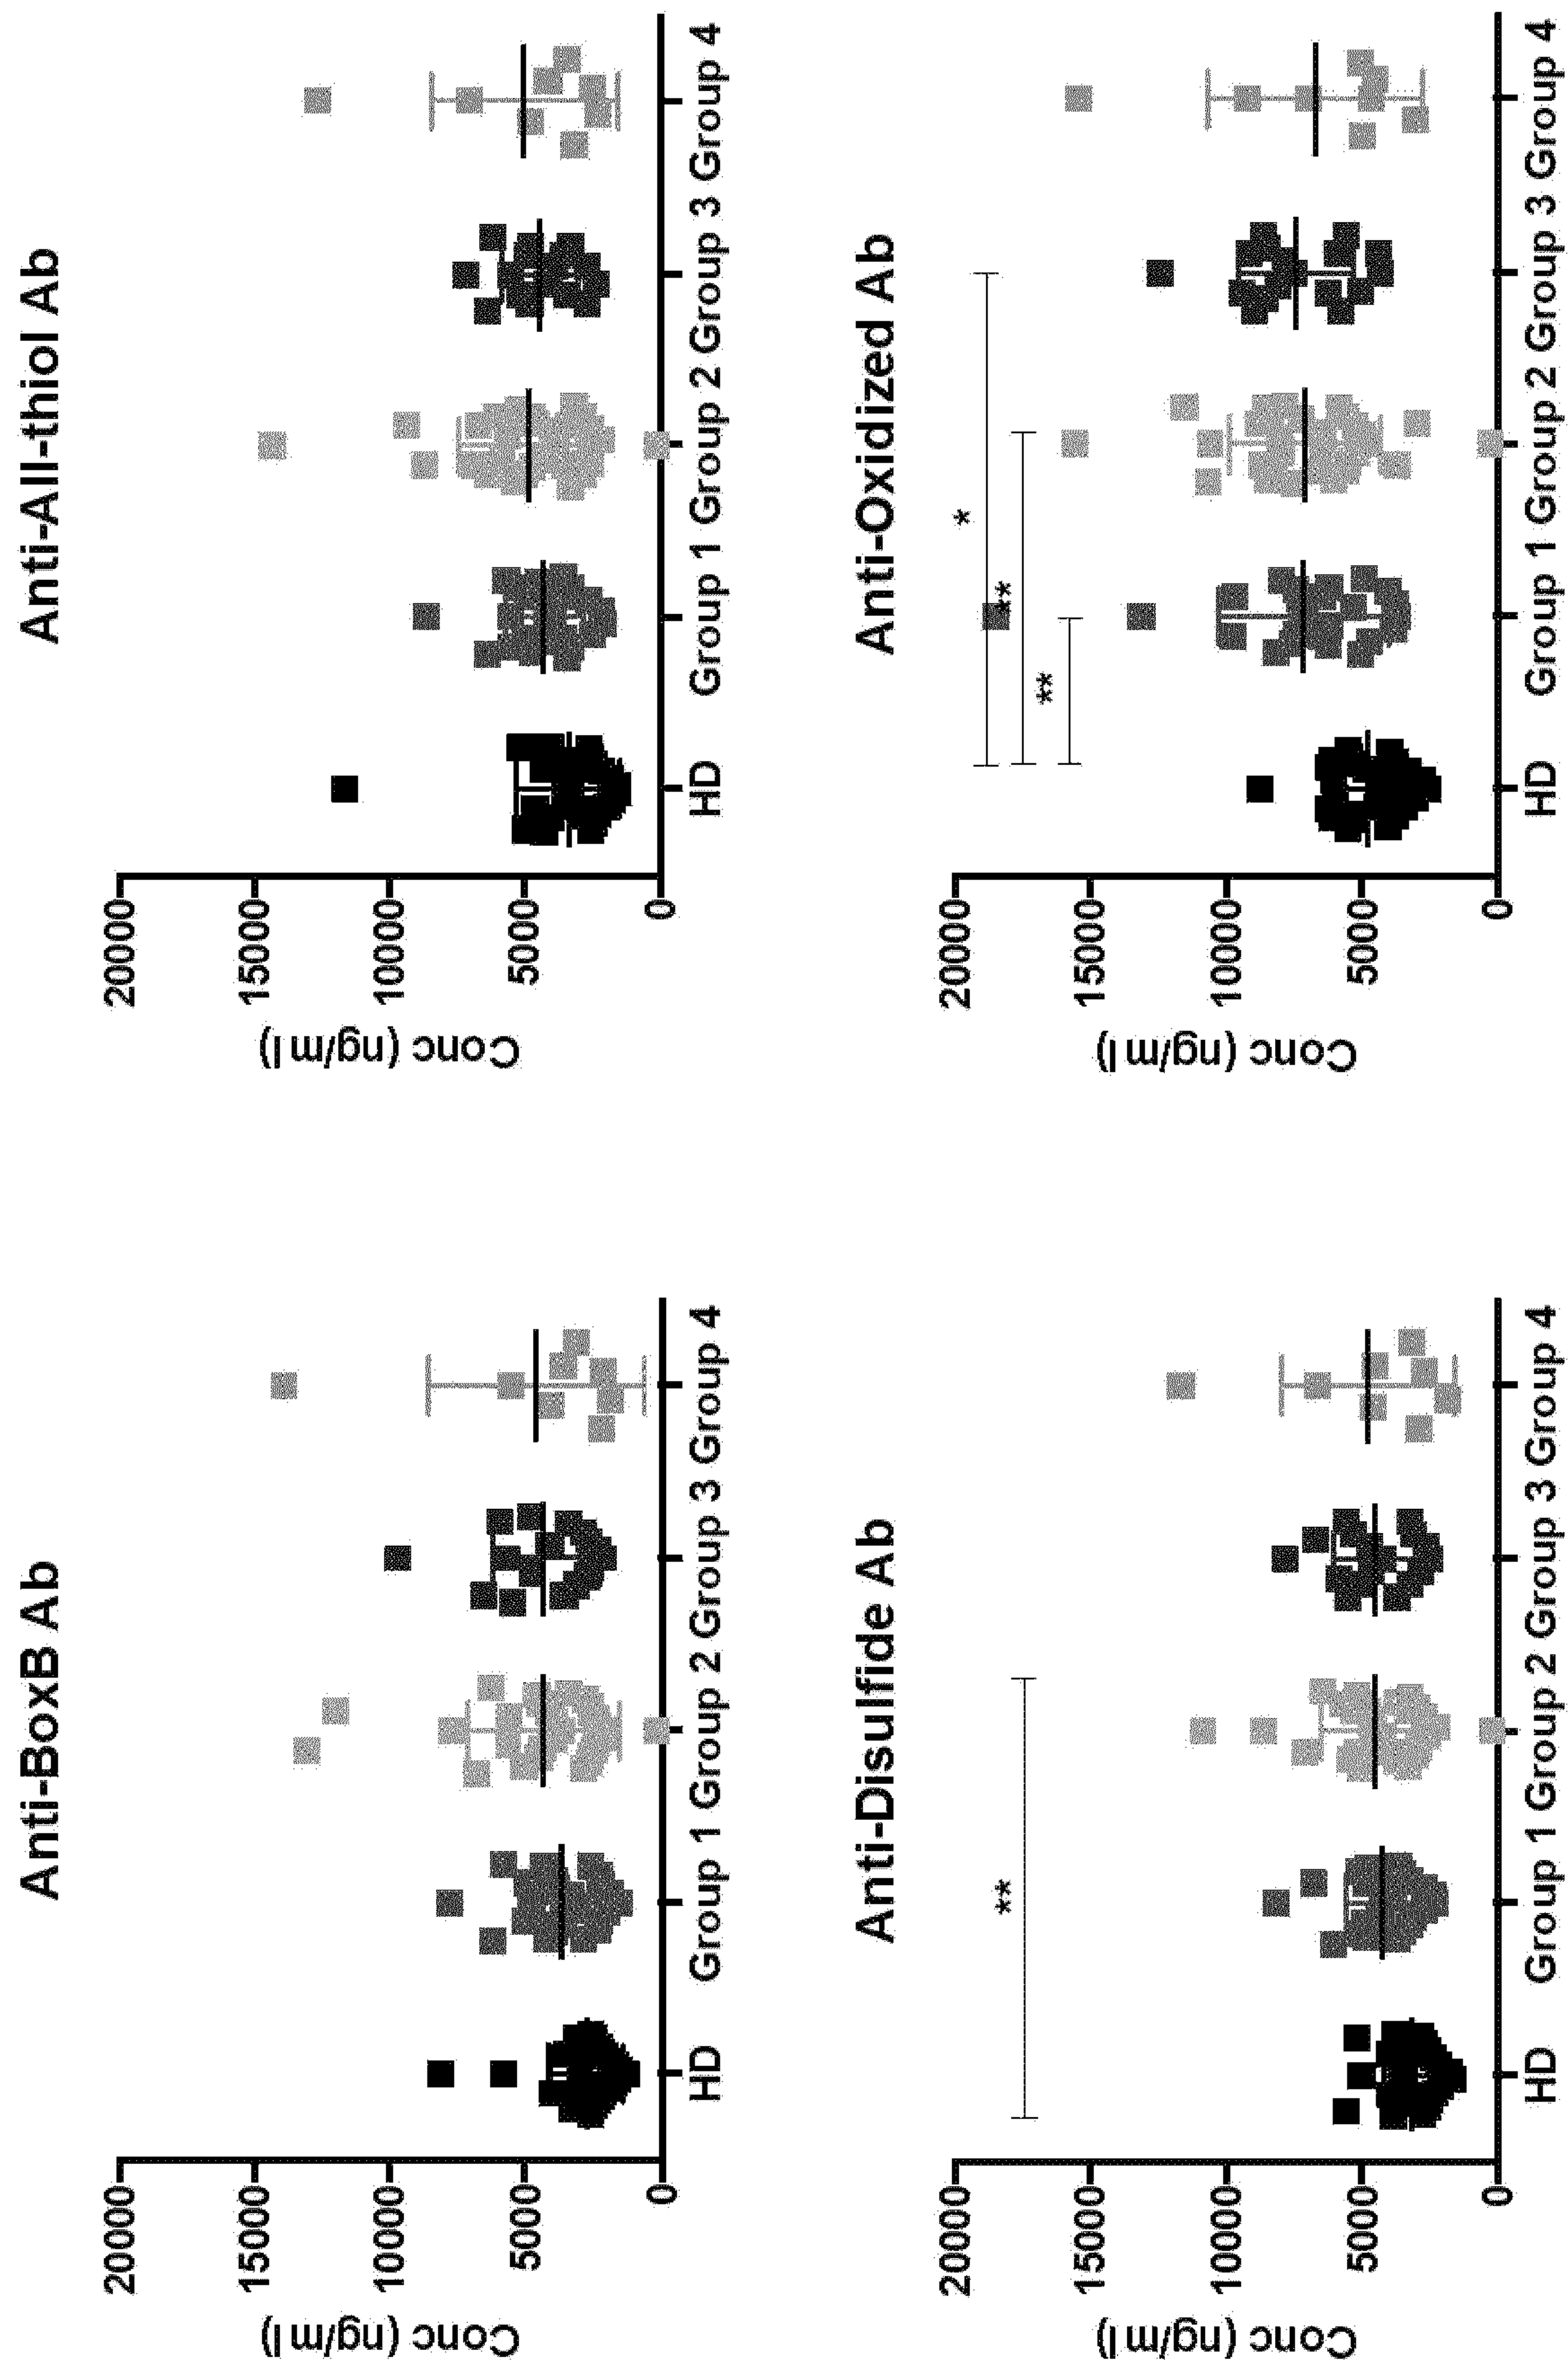 Anti-BoxB Ab
Conc (ng/ml)
20000
15000
10000
5000
0
HD Group 1 Group 2 Group 3 Group 4
Anti-All-thiol Ab
Conc (ng/ml)
20000
15000
10000
5000
0
HD Group 1 Group 2 Group 3 Group 4
Anti-Disulfide Ab
Conc (ng/ml)
20000
15000
10000
5000
0
**
HD Group 1 Group 2 Group 3 Group 4
Anti-Oxidized Ab
Conc (ng/ml)
20000
15000
10000
5000
0
*
**
**
HD Group 1 Group 2 Group 3 Group 4